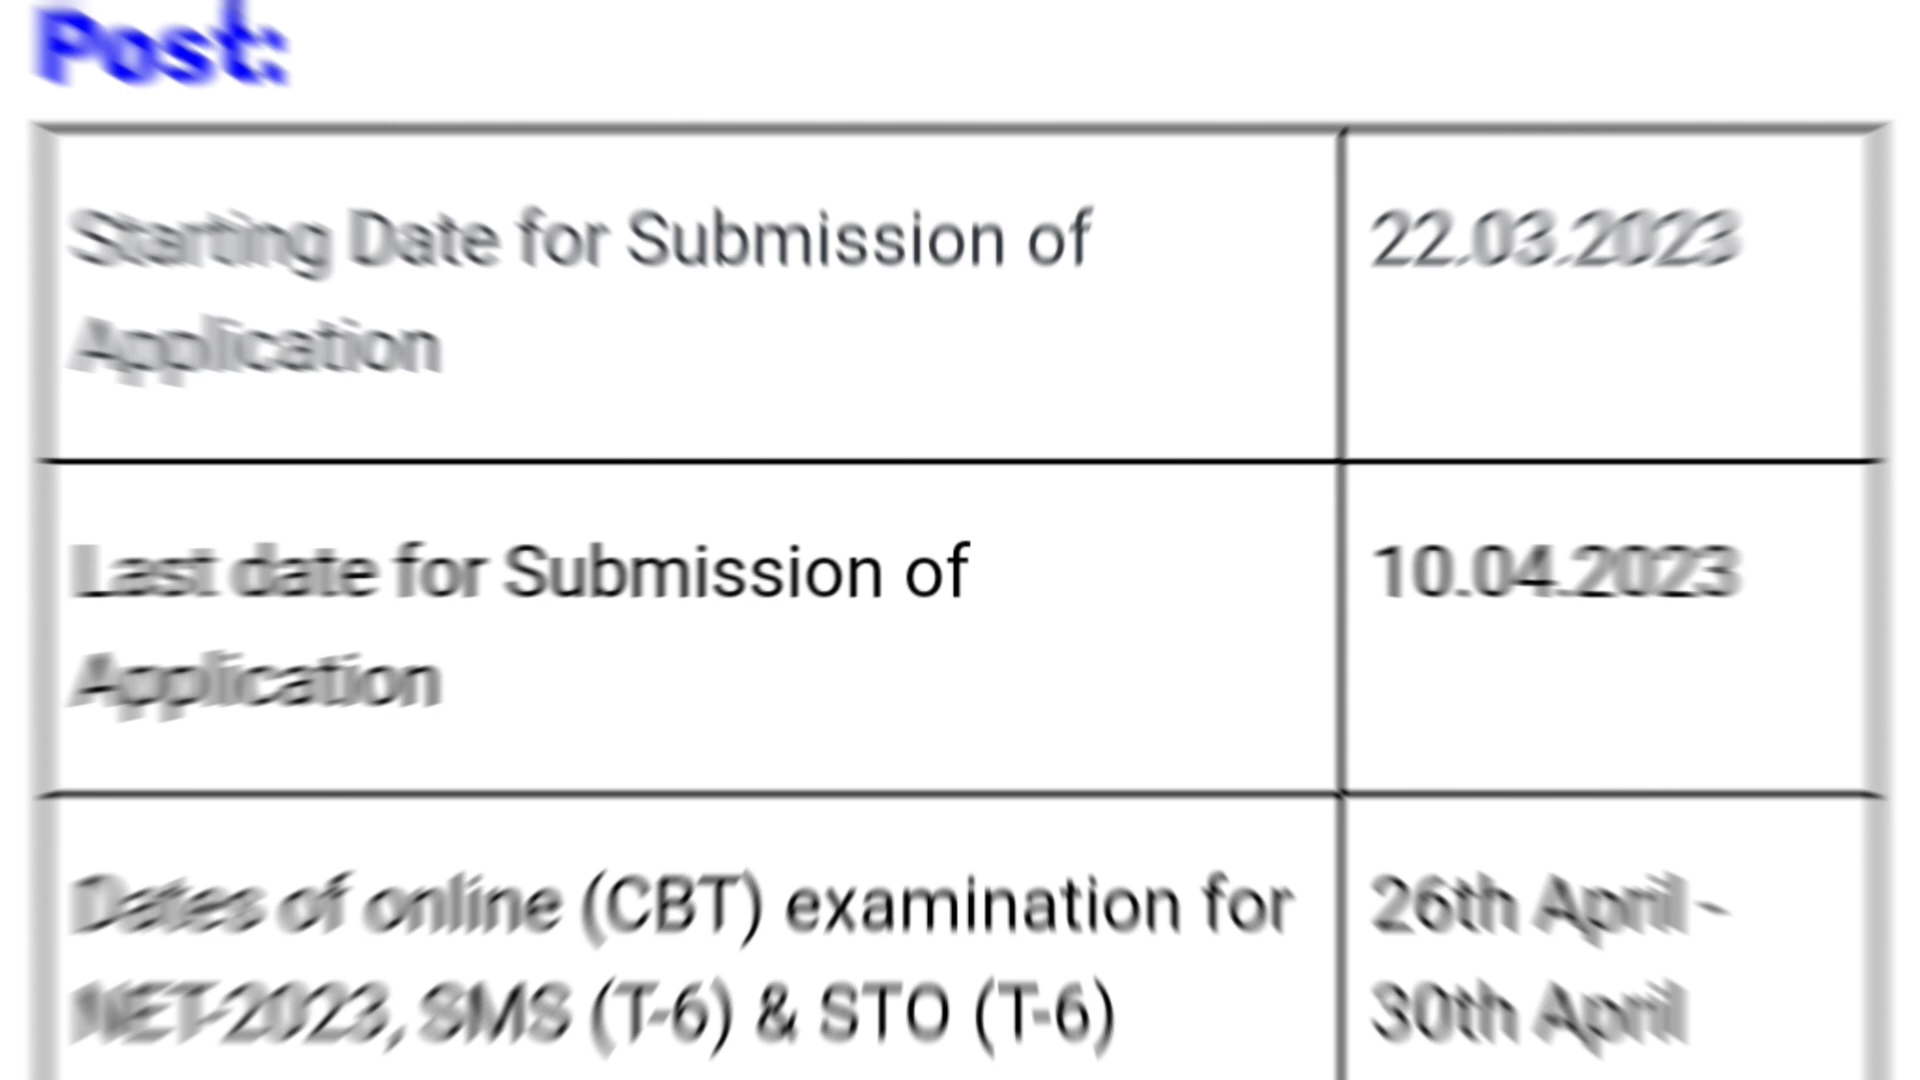 Post:
Starting Date for Submission of
Application
22.03.2023
Last date for Submission of
Application
10.04.2023
Dates of online (CBT) examination for
NET-2023, SMS (T-6) & STO (T-6)
26th April -
30th April